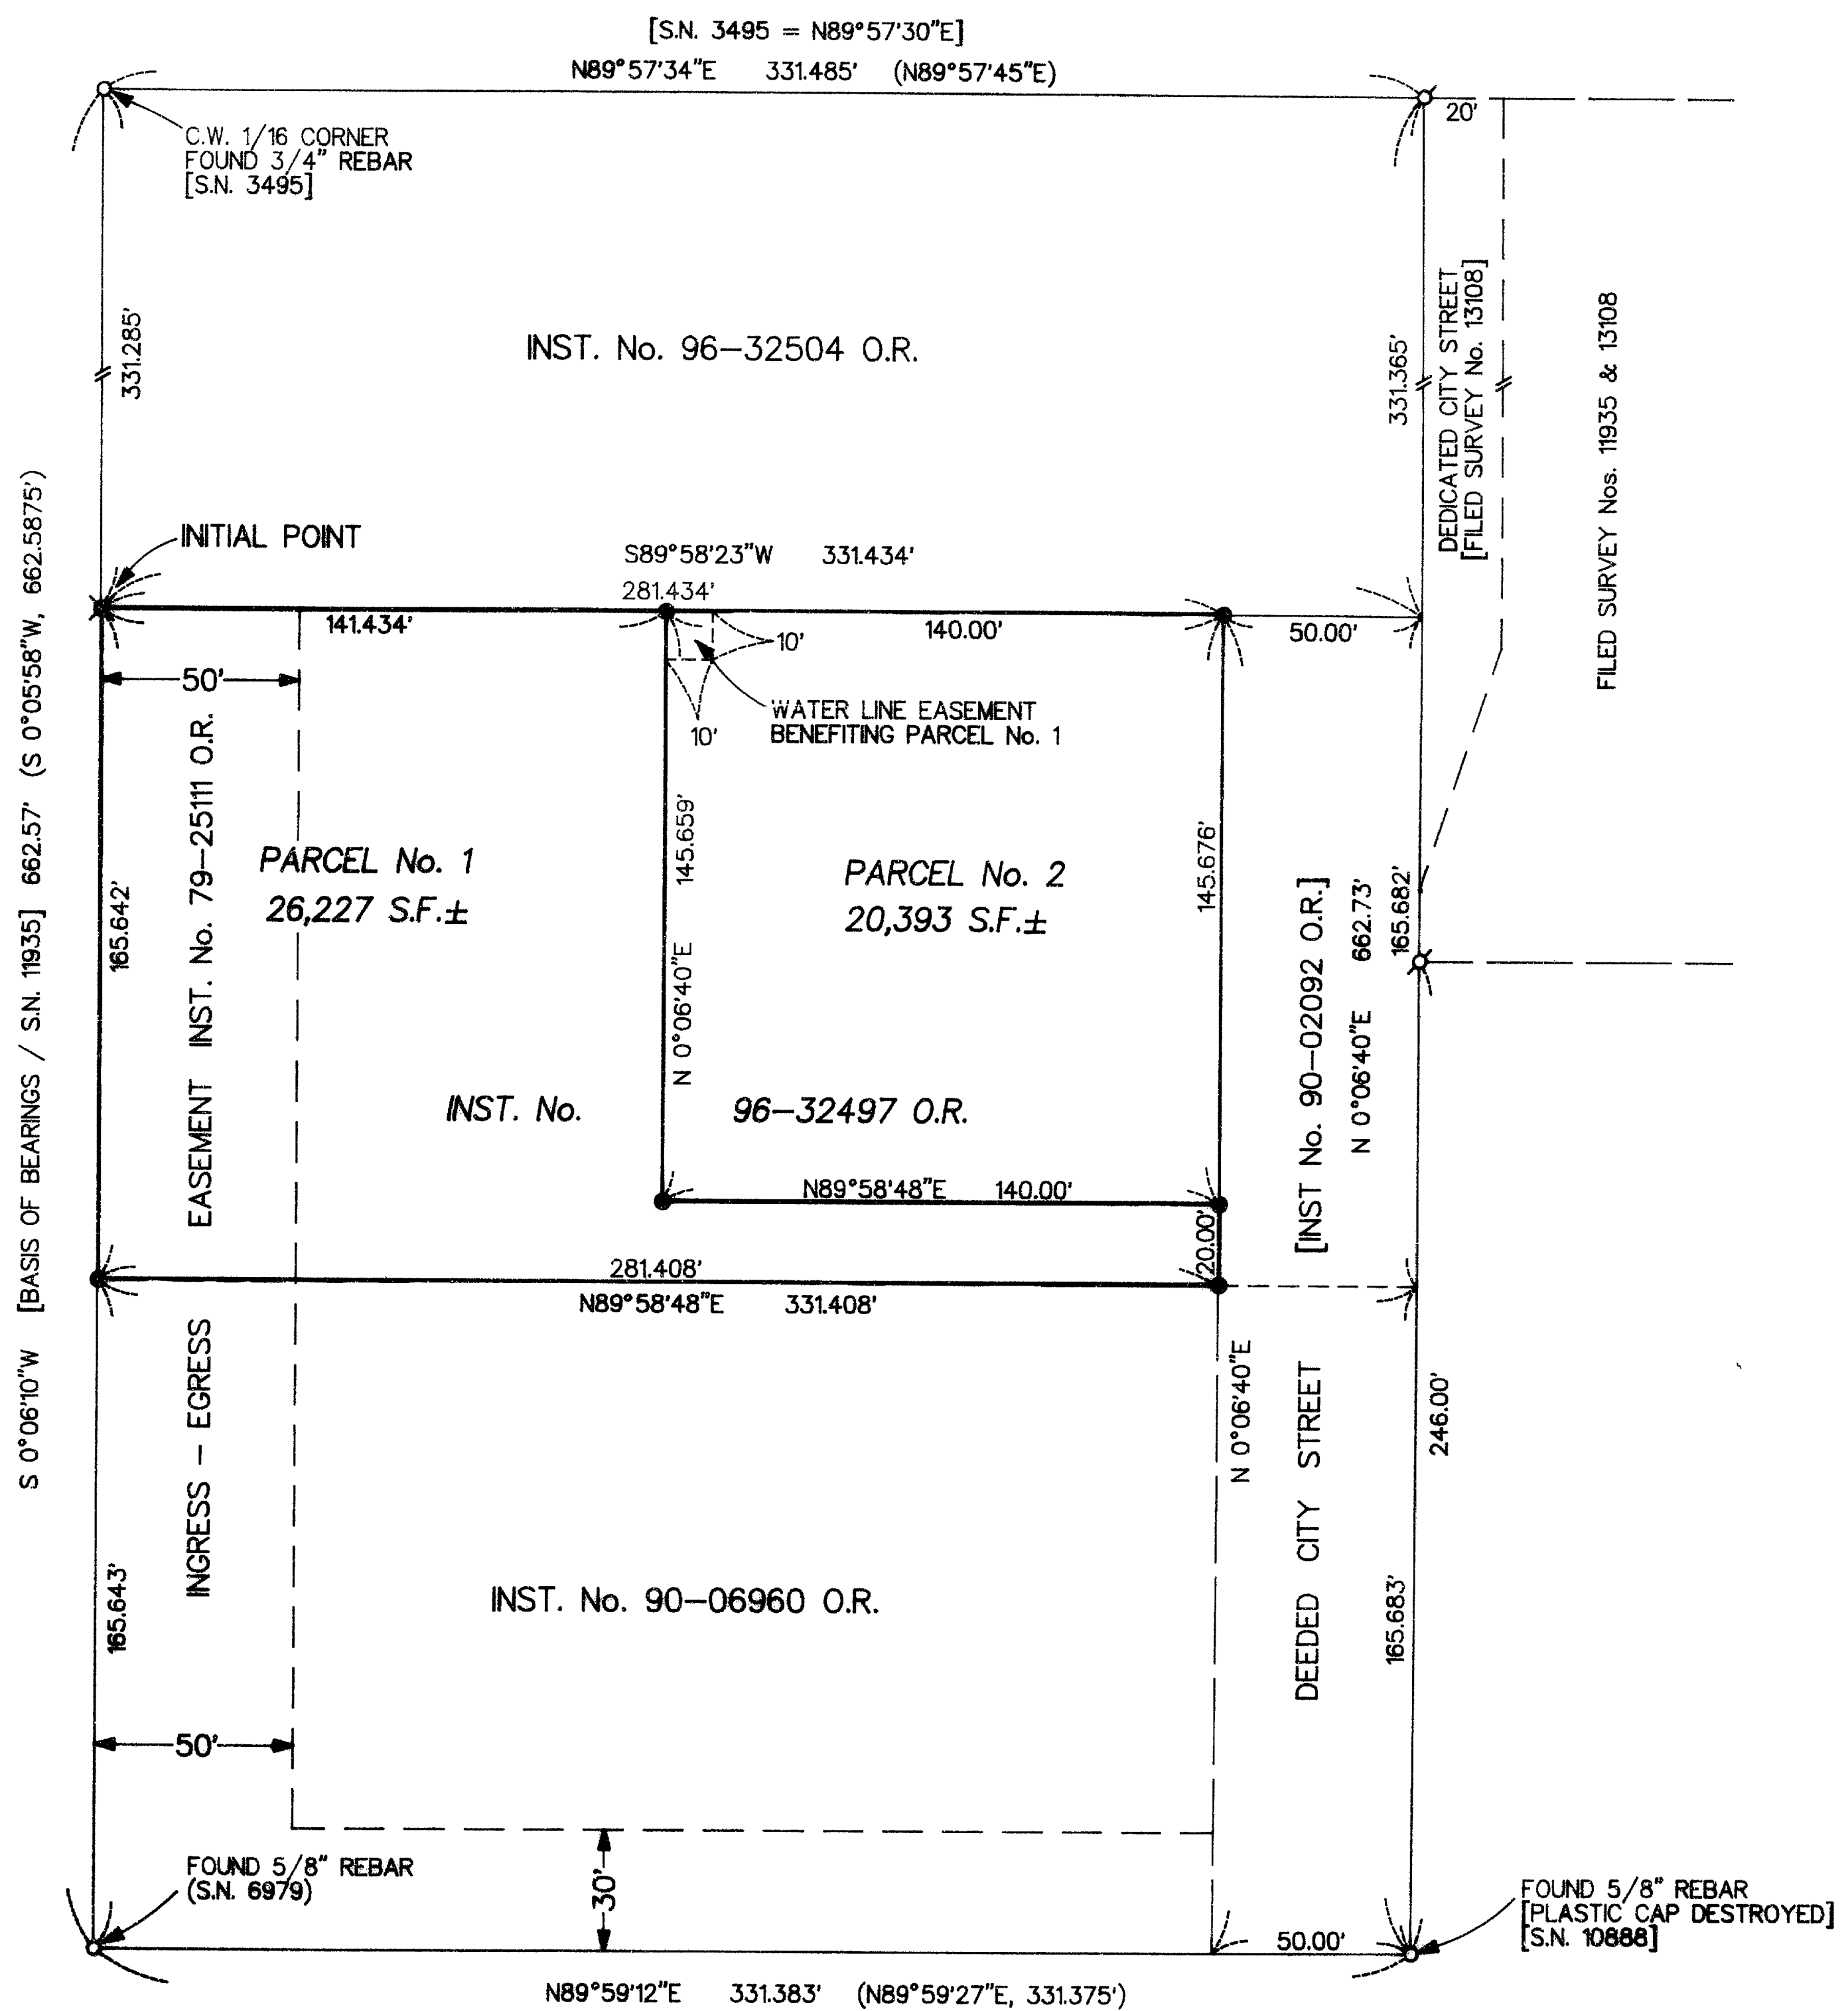 [S.N. 3495 = N89°57'30"E]
N89°57'34"E 331.485' (N89°57'45"E)
20'
C.W. 1/16 CORNER
FOUND 3/4" REBAR
[S.N. 3495]
331.285'
INST. No. 96-32504 O.R.
331.365'
DEDICATED CITY STREET
[FILED SURVEY No. 13108]
FILED SURVEY Nos. 11935 & 13108
S 0°06'10"W [BASIS OF BEARINGS / S.N. 11935] 662.57' (S 0°05'58"W, 662.5875')
INITIAL POINT
S89°58'23"W 331.434'
281.434'
141.434'
140.00'
50.00'
10'
50'
WATER LINE EASEMENT
BENEFITING PARCEL No. 1
10'
INGRESS - EGRESS EASEMENT INST. No. 79-25111 O.R.
165.642'
PARCEL No. 1
26,227 S.F.±
145.659'
N 0°06'40"E
PARCEL No. 2
20,393 S.F.±
145.676'
[INST No. 90-02092 O.R.]
N 0°06'40"E 662.73'
165.682'
INST. No. 96-32497 O.R.
N89°58'48"E 140.00'
20.00'
281.408'
N89°58'48"E 331.408'
N 0°06'40"E
DEEDED CITY STREET
246.00'
165.643'
INST. No. 90-06960 O.R.
165.683'
50'
30'
FOUND 5/8" REBAR
(S.N. 6979)
FOUND 5/8" REBAR
[PLASTIC CAP DESTROYED]
[S.N. 10888]
50.00'
N89°59'12"E 331.383' (N89°59'27"E, 331.375')